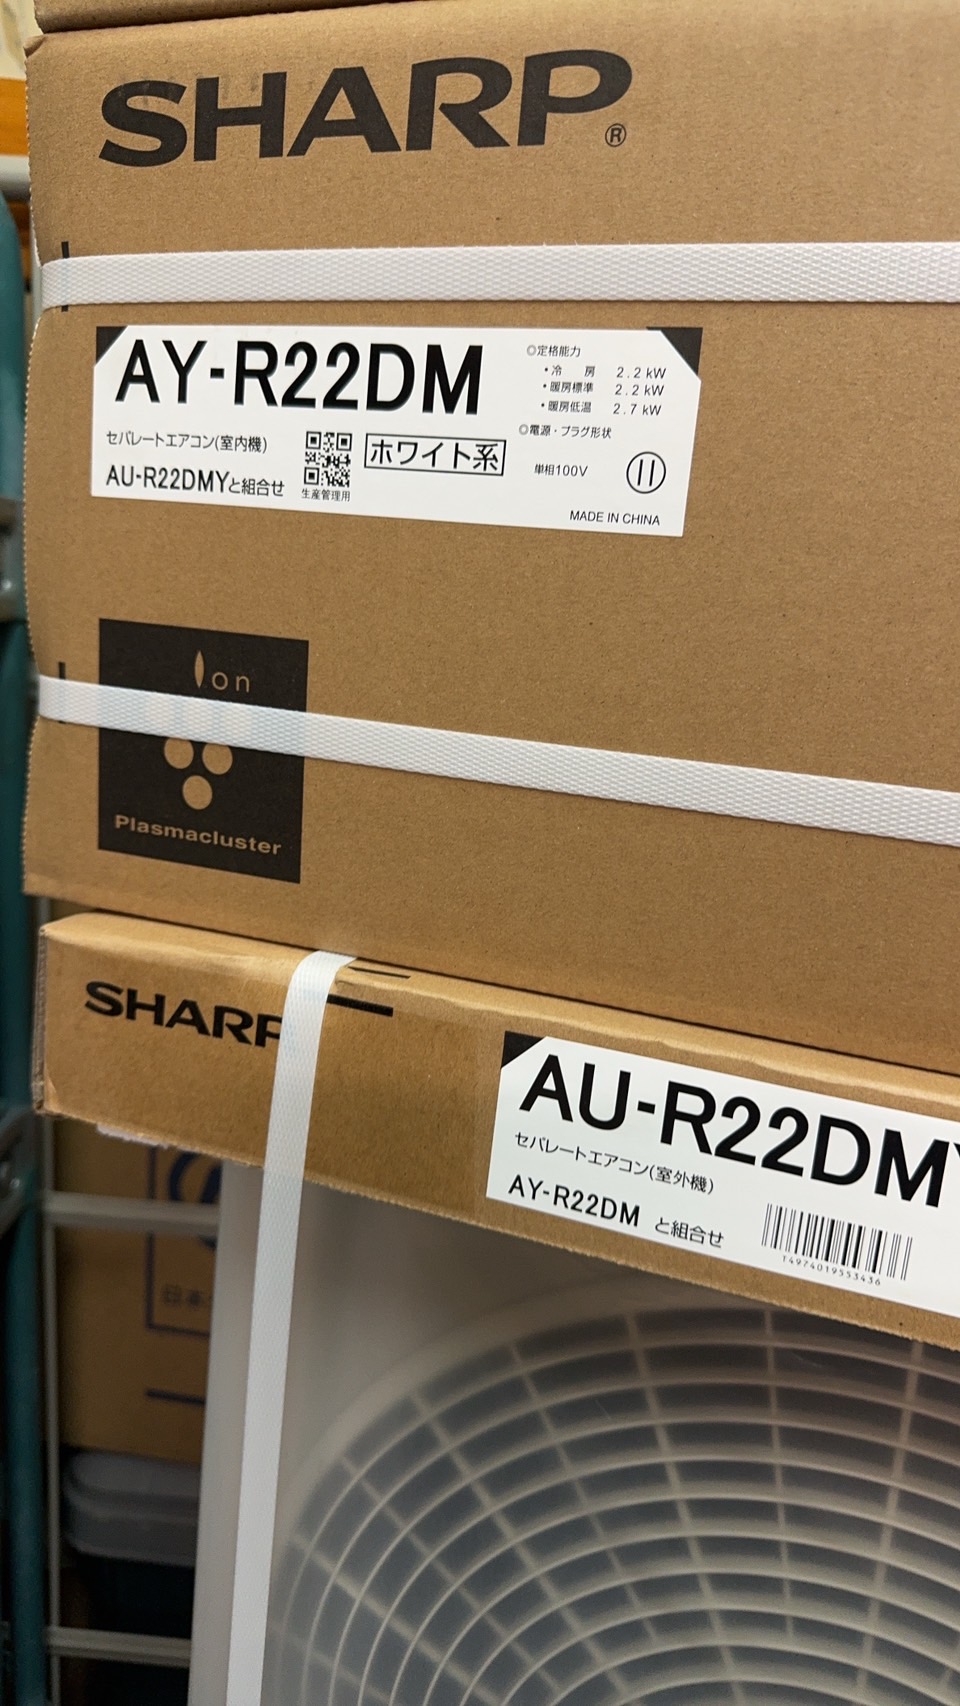 SHARP®
AY-R22DM
セパレートエアコン(室内機)
AU-R22DMYと組合せ
生産管理用
ホワイト系
◎定格能力
・冷 房 2.2 kW
・暖房標準 2.2 kW
・暖房低温 2.7 kW
◎電源・プラグ形状
単相100V
MADE IN CHINA
Ion
Plasmacluster
SHARP
AU-R22DMY
セパレートエアコン(室外機)
AY-R22DM と組合せ
T4974019553436
日本